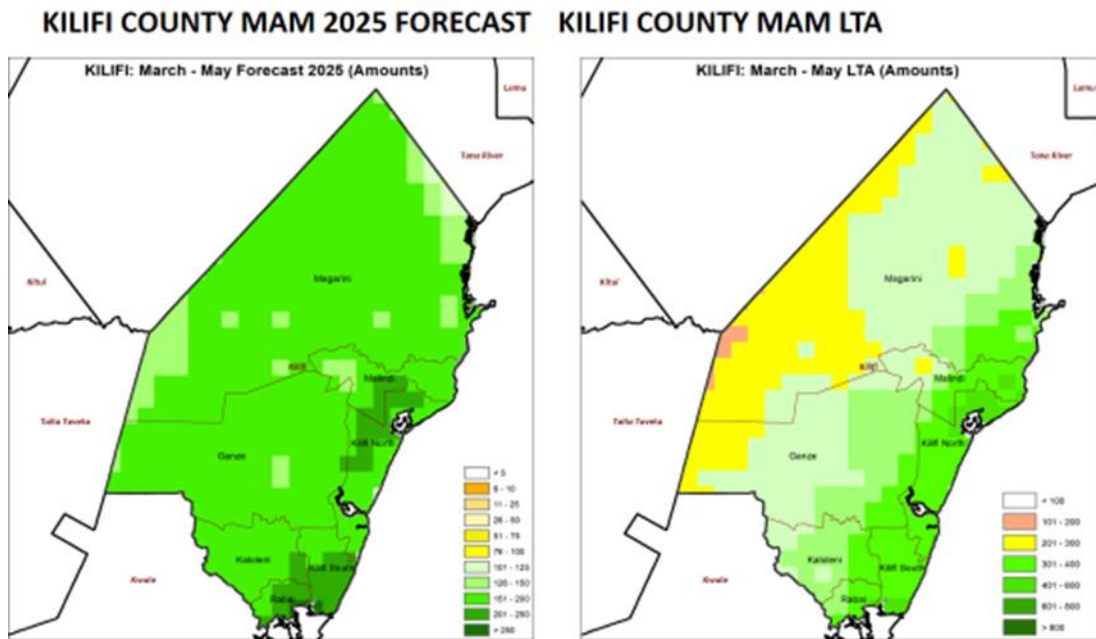 KILIFI COUNTY MAM 2025 FORECAST
KILIFI COUNTY MAM LTA
KILIFI: March - May Forecast 2025 (Amounts)
Lamu
Tana River
Magarini
Kitui
Kilifi
Malindi
Taita Taveta
Ganze
Kilifi North
Kaloleni
Kilifi South
Rabai
Kwale
< 5
6 - 10
11 - 25
26 - 50
51 - 75
76 - 100
101 - 125
126 - 150
151 - 200
201 - 250
> 250
KILIFI: March - May LTA (Amounts)
Lamu
Tana River
Magarini
Kitui
Kilifi
Malindi
Taita Taveta
Ganze
Kilifi North
Kaloleni
Kilifi South
Rabai
Kwale
< 100
101 - 200
201 - 300
301 - 400
401 - 600
601 - 800
> 800